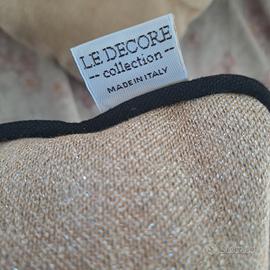 LE DECORE
-- collection --
MADE IN ITALY